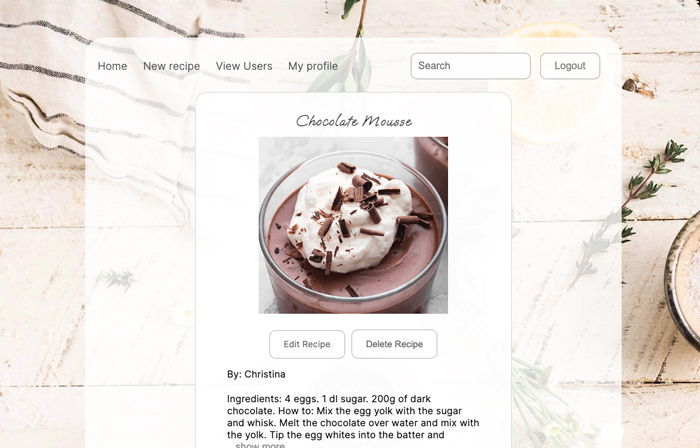 Home New recipe View Users My profile Search Logout
Chocolate Mousse
Edit Recipe Delete Recipe
By: Christina
Ingredients: 4 eggs. 1 dl sugar. 200g of dark
chocolate. How to: Mix the egg yolk with the sugar
and whisk. Melt the chocolate over water and mix with
the yolk. Tip the egg whites into the batter and
...show more